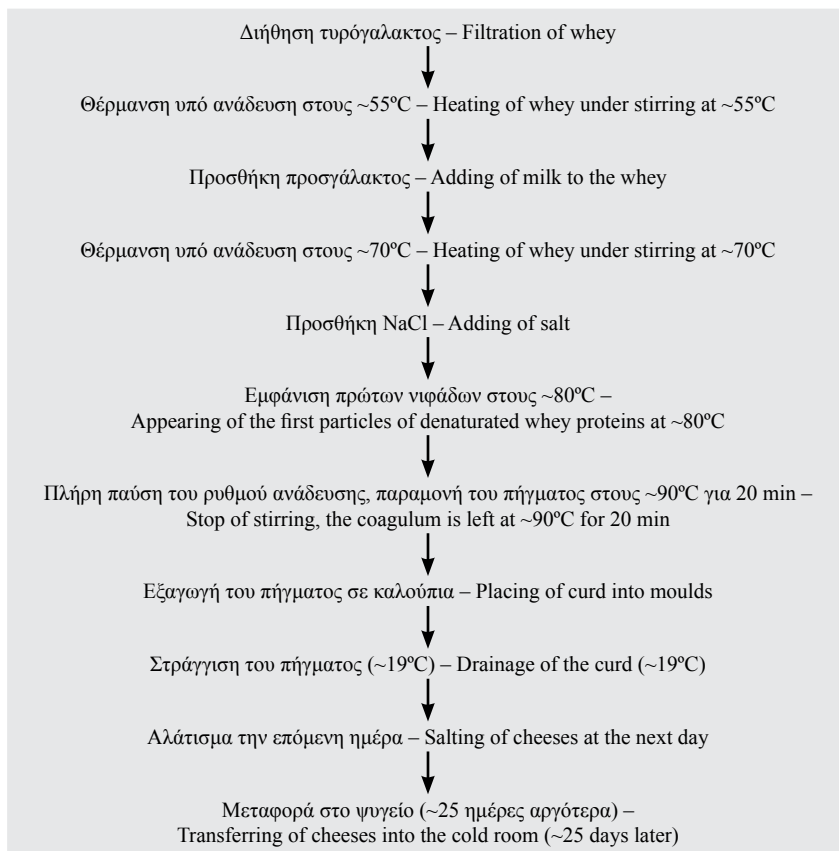 Διήθηση τυρόγαλακτος – Filtration of whey
Θέρμανση υπό ανάδευση στους ~55ºC – Heating of whey under stirring at ~55ºC
Προσθήκη προσγάλακτος – Adding of milk to the whey
Θέρμανση υπό ανάδευση στους ~70ºC – Heating of whey under stirring at ~70ºC
Προσθήκη NaCl – Adding of salt
Εμφάνιση πρώτων νιφάδων στους ~80ºC –
Appearing of the first particles of denaturated whey proteins at ~80ºC
Πλήρη παύση του ρυθμού ανάδευσης, παραμονή του πήγματος στους ~90ºC για 20 min –
Stop of stirring, the coagulum is left at ~90ºC for 20 min
Εξαγωγή του πήγματος σε καλούπια – Placing of curd into moulds
Στράγγιση του πήγματος (~19ºC) – Drainage of the curd (~19ºC)
Αλάτισμα την επόμενη ημέρα – Salting of cheeses at the next day
Μεταφορά στο ψυγείο (~25 ημέρες αργότερα) –
Transferring of cheeses into the cold room (~25 days later)